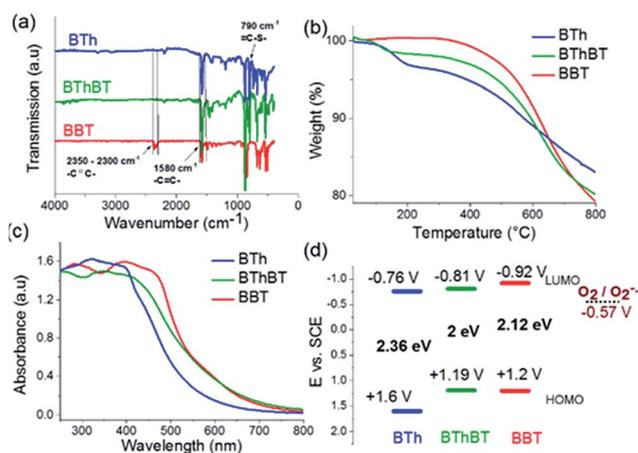 (a)
790 cm⁻¹
=C-S-
BTh
BThBT
BBT
2350 - 2300 cm⁻¹
-C≡C-
1580 cm⁻¹
-C=C-
Transmission (a.u)
4000 3000 2000 1000 0
Wavenumber (cm⁻¹)
(b)
BTh
BThBT
BBT
100
90
80
Weight (%)
200 400 600 800
Temperature (°C)
(c)
BTh
BThBT
BBT
1.6
1.2
0.8
0.4
0.0
Absorbance (a.u)
300 400 500 600 700 800
Wavelength (nm)
(d)
-1.0
-0.5
0.0
0.5
1.0
1.5
2.0
E vs. SCE
-0.76 V
-0.81 V
-0.92 V
LUMO
O₂ / O₂⁻·
-0.57 V
2.36 eV
2 eV
2.12 eV
+1.6 V
+1.19 V
+1.2 V
HOMO
BTh
BThBT
BBT